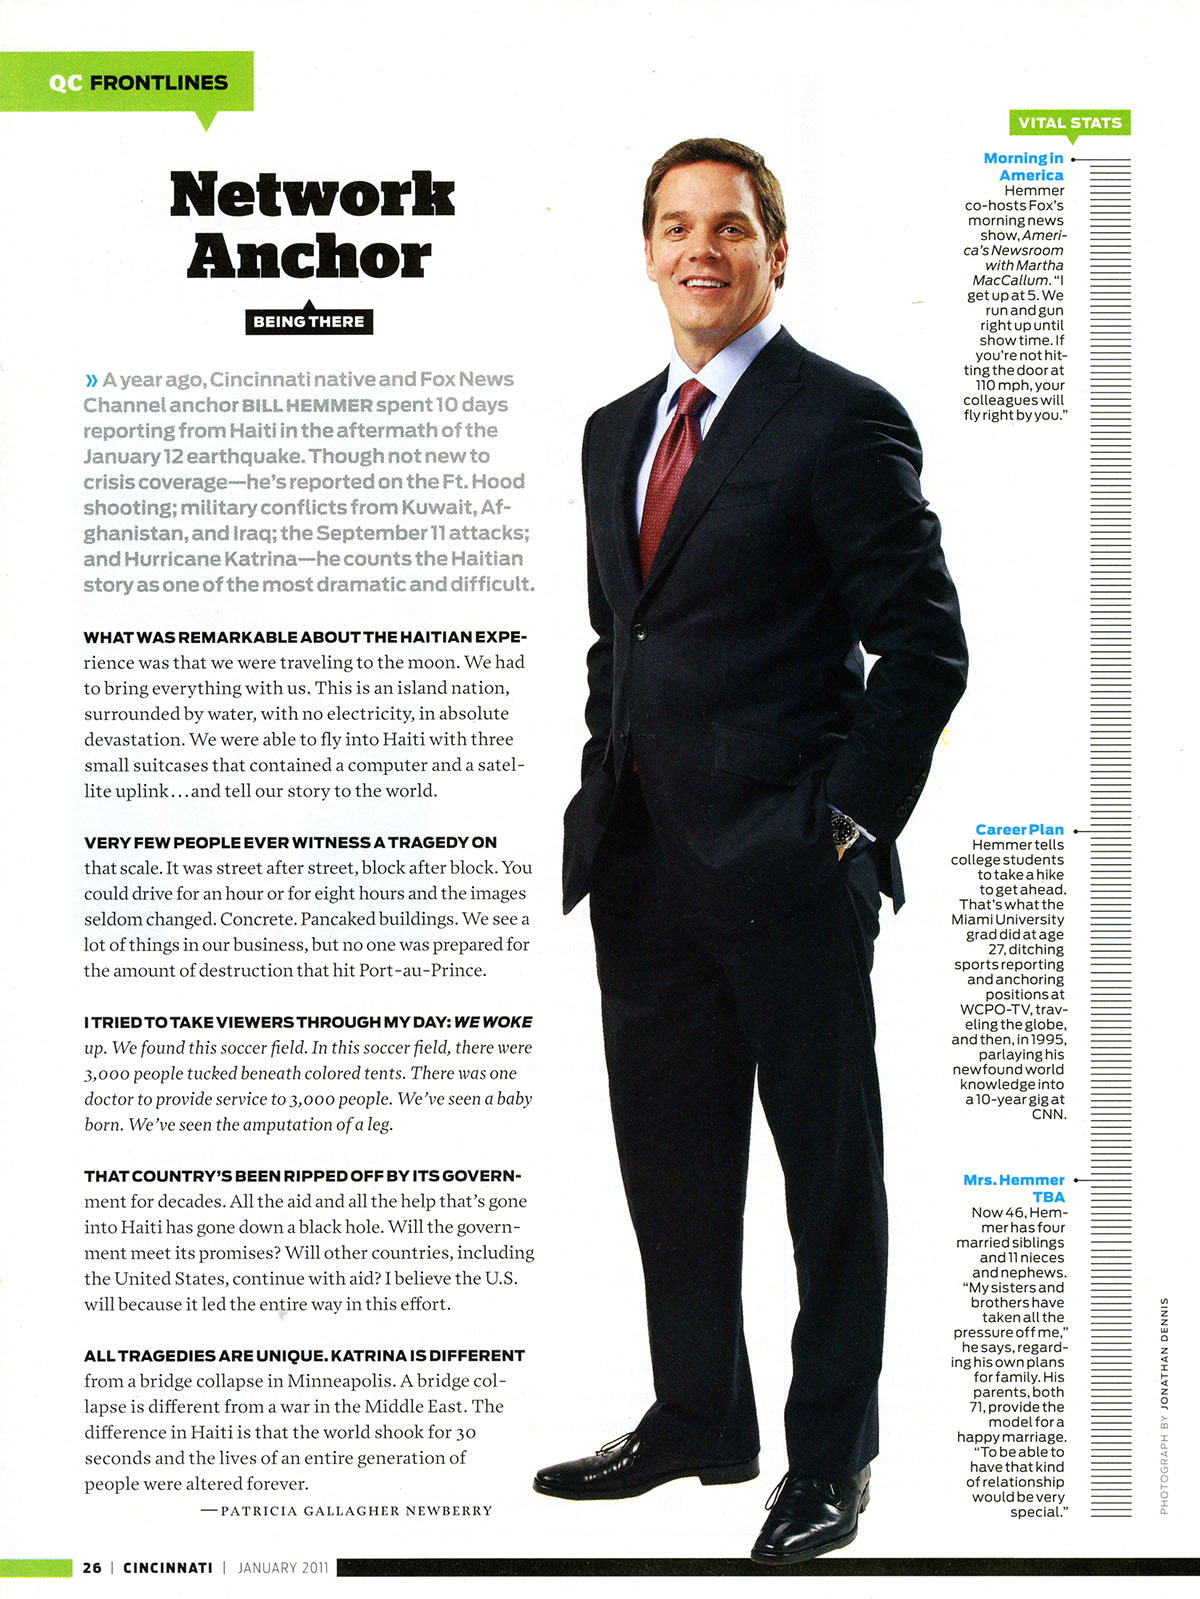 QC FRONTLINES
Network
Anchor
BEING THERE
» A year ago, Cincinnati native and Fox News
Channel anchor BILL HEMMER spent 10 days
reporting from Haiti in the aftermath of the
January 12 earthquake. Though not new to
crisis coverage—he's reported on the Ft. Hood
shooting; military conflicts from Kuwait, Af-
ghanistan, and Iraq; the September 11 attacks;
and Hurricane Katrina—he counts the Haitian
story as one of the most dramatic and difficult.
WHAT WAS REMARKABLE ABOUT THE HAITIAN EXPE-
rience was that we were traveling to the moon. We had
to bring everything with us. This is an island nation,
surrounded by water, with no electricity, in absolute
devastation. We were able to fly into Haiti with three
small suitcases that contained a computer and a satel-
lite uplink...and tell our story to the world.
VERY FEW PEOPLE EVER WITNESS A TRAGEDY ON
that scale. It was street after street, block after block. You
could drive for an hour or for eight hours and the images
seldom changed. Concrete. Pancaked buildings. We see a
lot of things in our business, but no one was prepared for
the amount of destruction that hit Port-au-Prince.
I TRIED TO TAKE VIEWERS THROUGH MY DAY: WE WOKE
up. We found this soccer field. In this soccer field, there were
3,000 people tucked beneath colored tents. There was one
doctor to provide service to 3,000 people. We've seen a baby
born. We've seen the amputation of a leg.
THAT COUNTRY'S BEEN RIPPED OFF BY ITS GOVERN-
ment for decades. All the aid and all the help that's gone
into Haiti has gone down a black hole. Will the govern-
ment meet its promises? Will other countries, including
the United States, continue with aid? I believe the U.S.
will because it led the entire way in this effort.
ALL TRAGEDIES ARE UNIQUE. KATRINA IS DIFFERENT
from a bridge collapse in Minneapolis. A bridge col-
lapse is different from a war in the Middle East. The
difference in Haiti is that the world shook for 30
seconds and the lives of an entire generation of
people were altered forever.
—PATRICIA GALLAGHER NEWBERRY
VITAL STATS
Morning in
America
Hemmer
co-hosts Fox's
morning news
show, Ameri-
ca's Newsroom
with Martha
MacCallum. "I
get up at 5. We
run and gun
right up until
show time. If
you're not hit-
ting the door at
110 mph, your
colleagues will
fly right by you."
Career Plan
Hemmer tells
college students
to take a hike
to get ahead.
That's what the
Miami University
grad did at age
27, ditching
sports reporting
and anchoring
positions at
WCPO-TV, trav-
eling the globe,
and then, in 1995,
parlaying his
newfound world
knowledge into
a 10-year gig at
CNN.
Mrs. Hemmer
TBA
Now 46, Hem-
mer has four
married siblings
and 11 nieces
and nephews.
"My sisters and
brothers have
taken all the
pressure off me,"
he says, regard-
ing his own plans
for family. His
parents, both
71, provide the
model for a
happy marriage.
"To be able to
have that kind
of relationship
would be very
special."
PHOTOGRAPH BY JONATHAN DENNIS
26 | CINCINNATI | JANUARY 2011